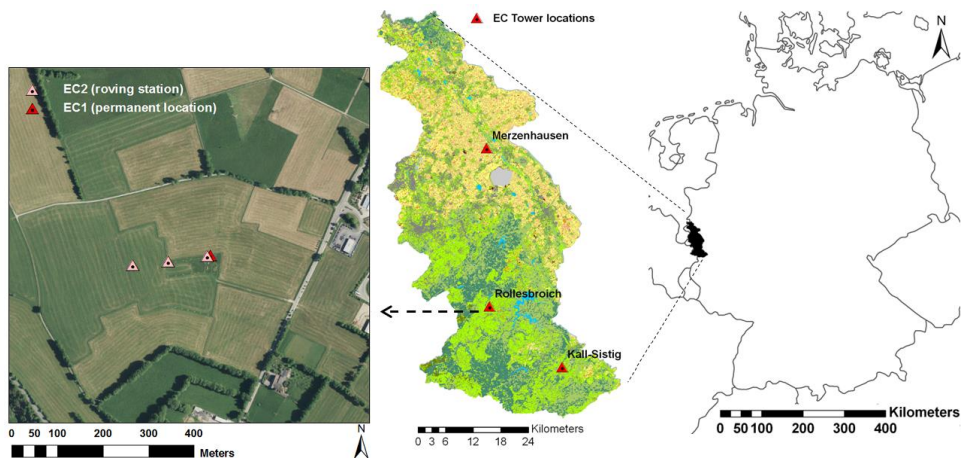 EC2 (roving station)
EC1 (permanent location)
0 50 100 200 300 400
Meters
N
EC Tower locations
Merzenhausen
Rollesbroich
Kall-Sistig
Kilometers
0 3 6 12 18 24
N
Kilometers
0 50 100 200 300 400